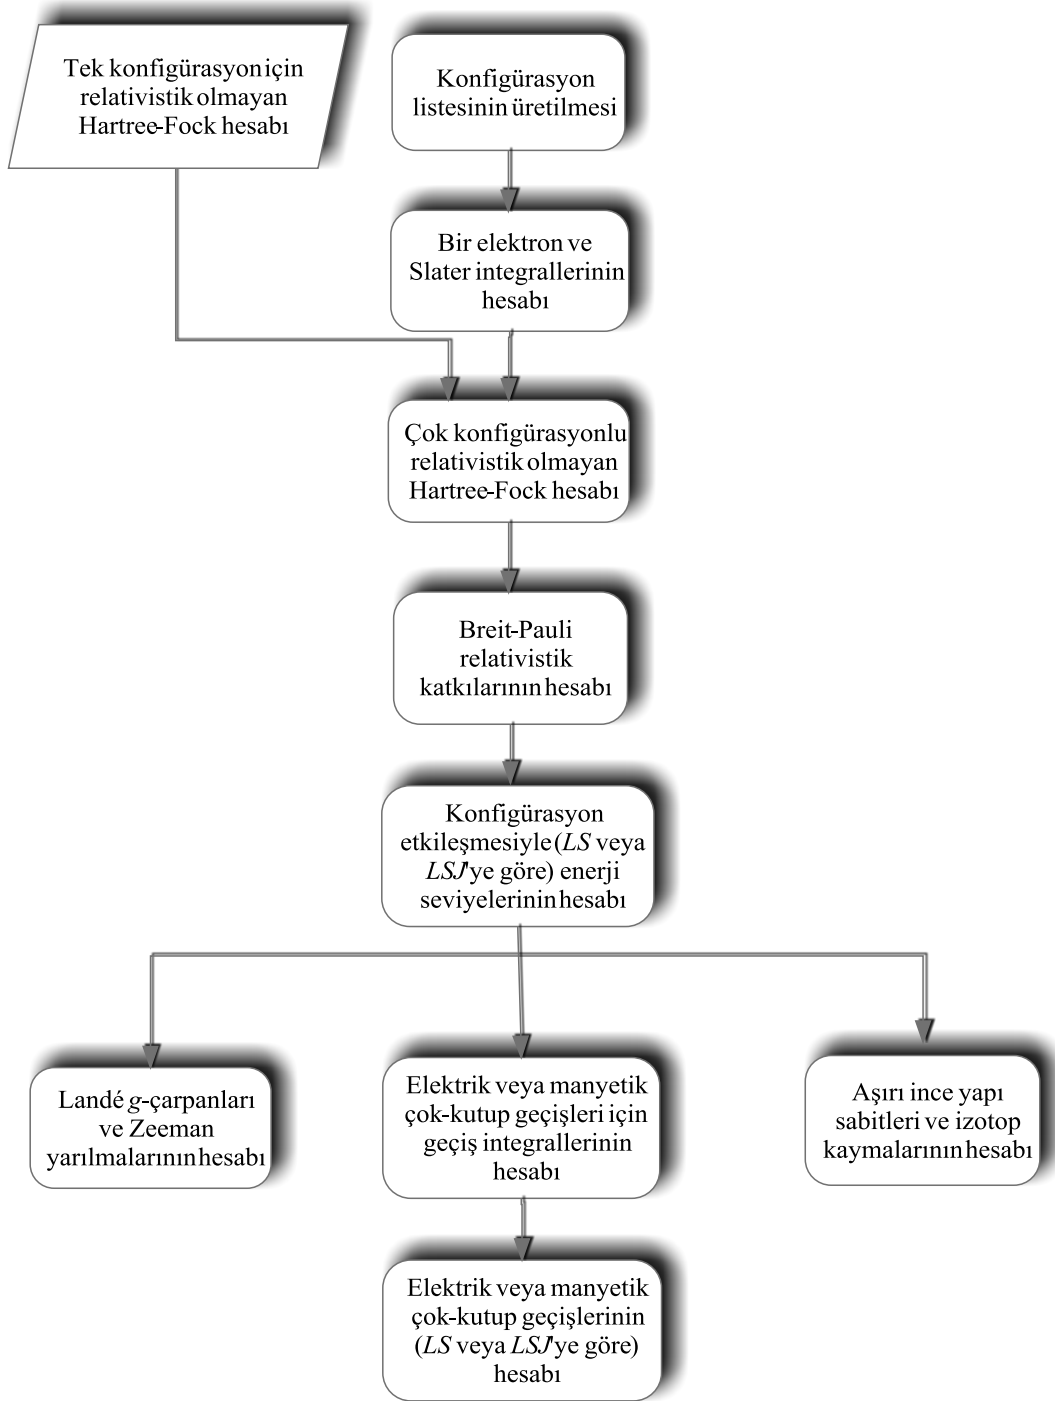 Tek konfigürasyon için
relativistik olmayan
Hartree-Fock hesabı
Konfigürasyon
listesinin üretilmesi
Bir elektron ve
Slater integrallerinin
hesabı
Çok konfigürasyonlu
relativistik olmayan
Hartree-Fock hesabı
Breit-Pauli
relativistik
katkılarının hesabı
Konfigürasyon
etkileşmesiyle (LS veya
LSJ'ye göre) enerji
seviyelerinin hesabı
Landé g-çarpanları
ve Zeeman
yarılmalarının hesabı
Elektrik veya manyetik
çok-kutup geçişleri için
geçiş integrallerinin
hesabı
Aşırı ince yapı
sabitleri ve izotop
kaymalarının hesabı
Elektrik veya manyetik
çok-kutup geçişlerinin
(LS veya LSJ'ye göre)
hesabı